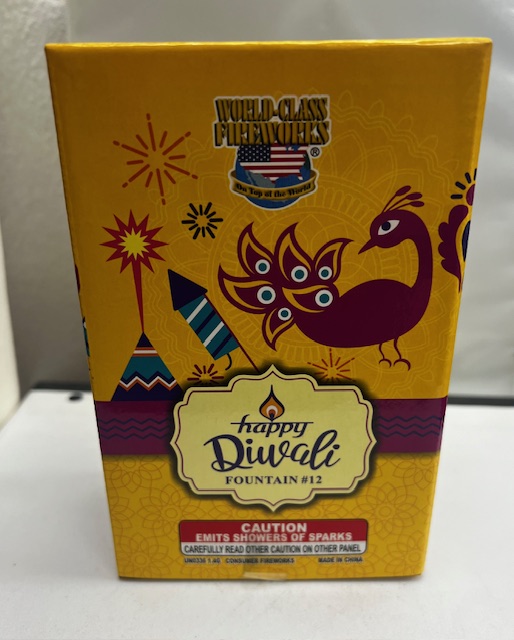 WORLD-CLASS
FIREWORKS
®
On Top of the World
happy
Diwali
FOUNTAIN #12
CAUTION
EMITS SHOWERS OF SPARKS
CAREFULLY READ OTHER CAUTION ON OTHER PANEL
UN0336 1.4G CONSUMER FIREWORKS MADE IN CHINA